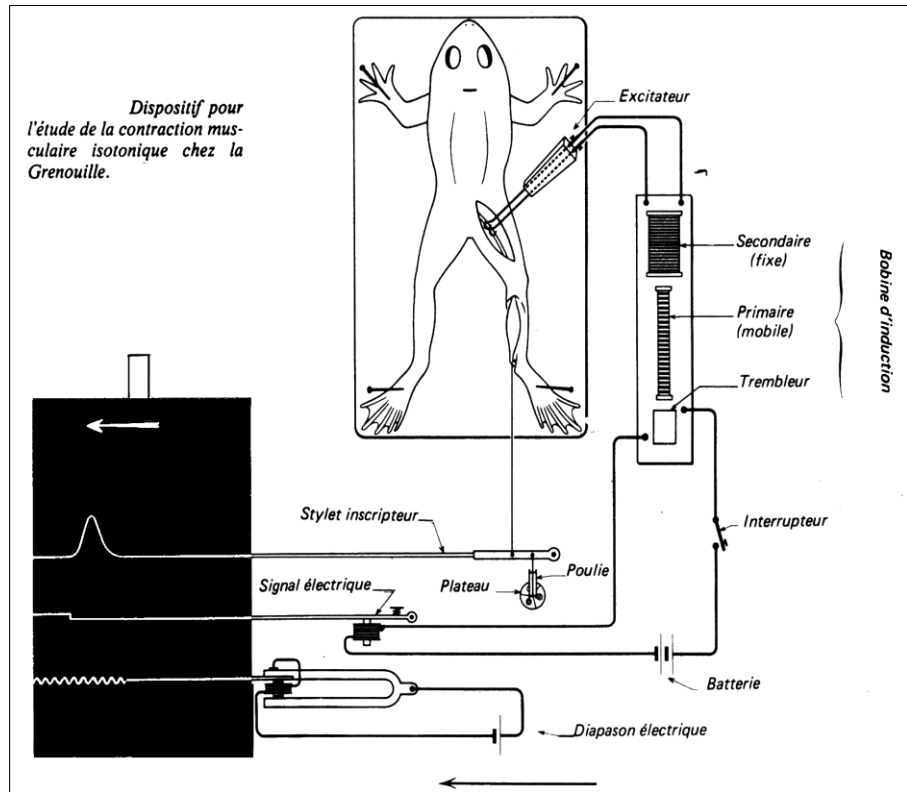 Dispositif pour
l'étude de la contraction mus-
culaire isotonique chez la
Grenouille.
Excitateur
Secondaire
(fixe)
Primaire
(mobile)
Bobine d'induction
Trembleur
Stylet inscripteur
Interrupteur
Poulie
Plateau
Signal électrique
Batterie
Diapason électrique